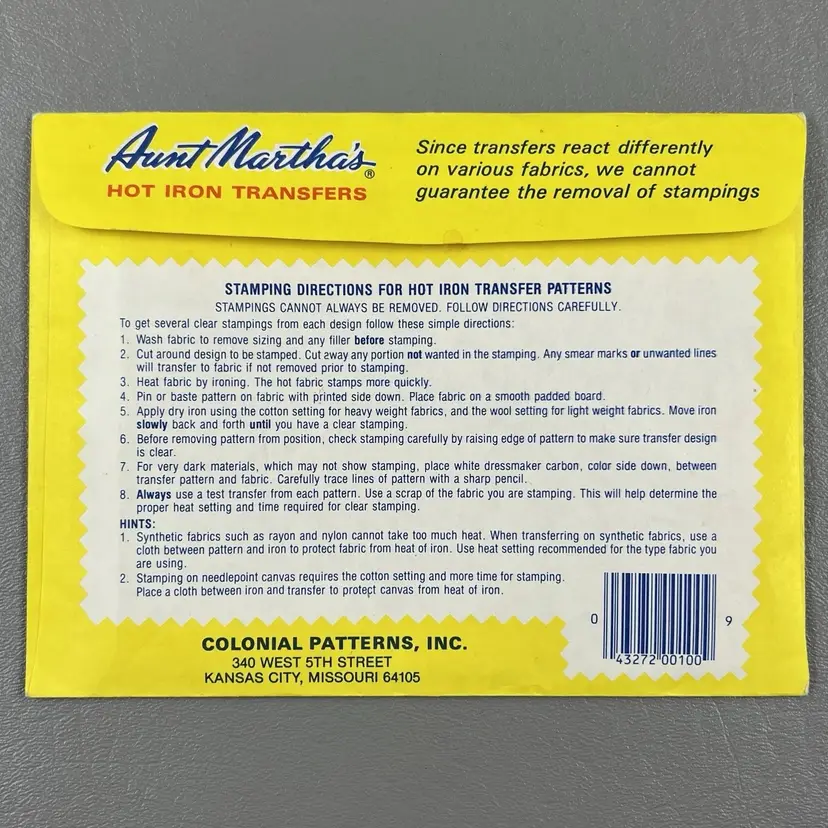 Aunt Martha's®
HOT IRON TRANSFERS
Since transfers react differently
on various fabrics, we cannot
guarantee the removal of stampings
STAMPING DIRECTIONS FOR HOT IRON TRANSFER PATTERNS
STAMPINGS CANNOT ALWAYS BE REMOVED. FOLLOW DIRECTIONS CAREFULLY.
To get several clear stampings from each design follow these simple directions:
1. Wash fabric to remove sizing and any filler before stamping.
2. Cut around design to be stamped. Cut away any portion not wanted in the stamping. Any smear marks or unwanted lines
will transfer to fabric if not removed prior to stamping.
3. Heat fabric by ironing. The hot fabric stamps more quickly.
4. Pin or baste pattern on fabric with printed side down. Place fabric on a smooth padded board.
5. Apply dry iron using the cotton setting for heavy weight fabrics, and the wool setting for light weight fabrics. Move iron
slowly back and forth until you have a clear stamping.
6. Before removing pattern from position, check stamping carefully by raising edge of pattern to make sure transfer design
is clear.
7. For very dark materials, which may not show stamping, place white dressmaker carbon, color side down, between
transfer pattern and fabric. Carefully trace lines of pattern with a sharp pencil.
8. Always use a test transfer from each pattern. Use a scrap of the fabric you are stamping. This will help determine the
proper heat setting and time required for clear stamping.
HINTS:
1. Synthetic fabrics such as rayon and nylon cannot take too much heat. When transferring on synthetic fabrics, use a
cloth between pattern and iron to protect fabric from heat of iron. Use heat setting recommended for the type fabric you
are using.
2. Stamping on needlepoint canvas requires the cotton setting and more time for stamping.
Place a cloth between iron and transfer to protect canvas from heat of iron.
COLONIAL PATTERNS, INC.
340 WEST 5TH STREET
KANSAS CITY, MISSOURI 64105
0 43272 00100 9